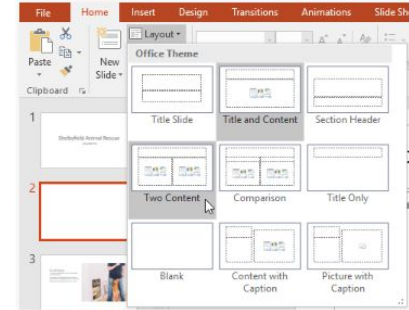 File Home Insert Design Transitions Animations Slide Sh
Layout
Paste New Slide
Clipboard
Office Theme
Title Slide Title and Content Section Header
Two Content Comparison Title Only
Blank Content with Caption Picture with Caption
1
Shelbyfield Animal Rescue
2
3